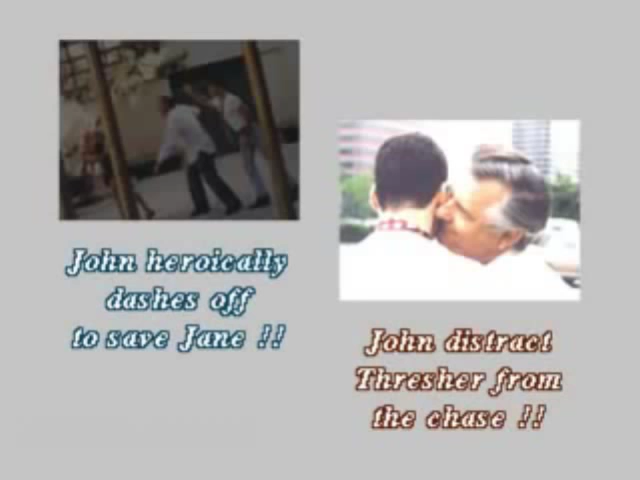 John heroically
dashes off
to save Jane !!
John distract
Thresher from
the chase !!